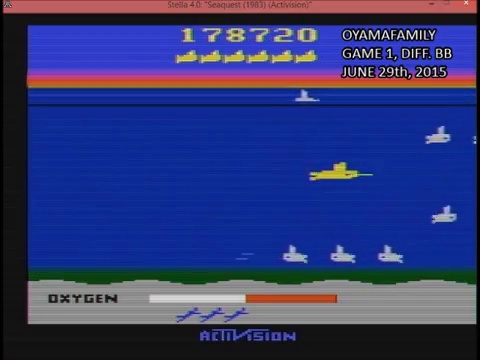 Stella 4.0: "Seaquest (1983) (Activision)"
178720
OYAMAFAMILY
GAME 1, DIFF. BB
JUNE 29th, 2015
OXYGEN
ACTIVISION